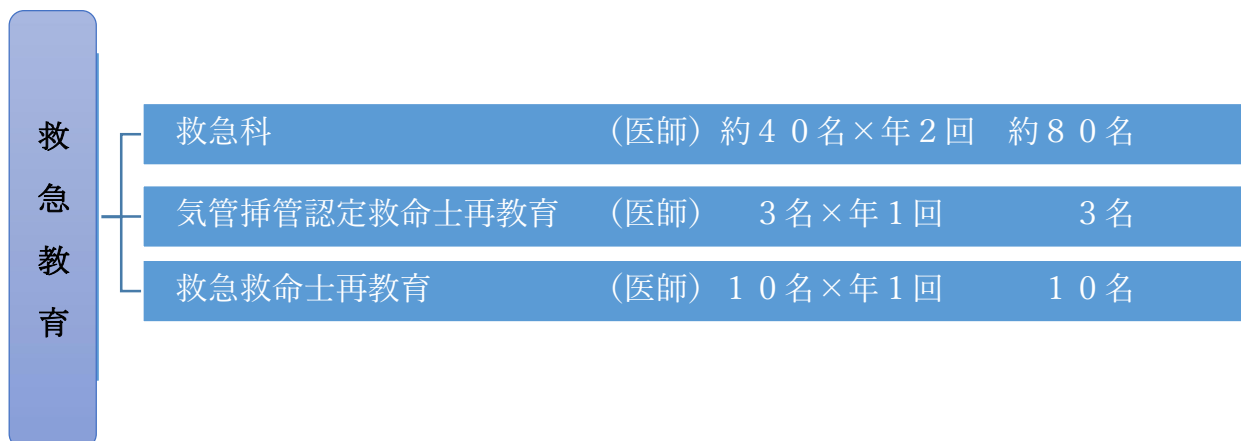 救急教育
救急科 (医師) 約40名×年2回 約80名
気管挿管認定救命士再教育 (医師) 3名×年1回 3名
救急救命士再教育 (医師) 10名×年1回 10名